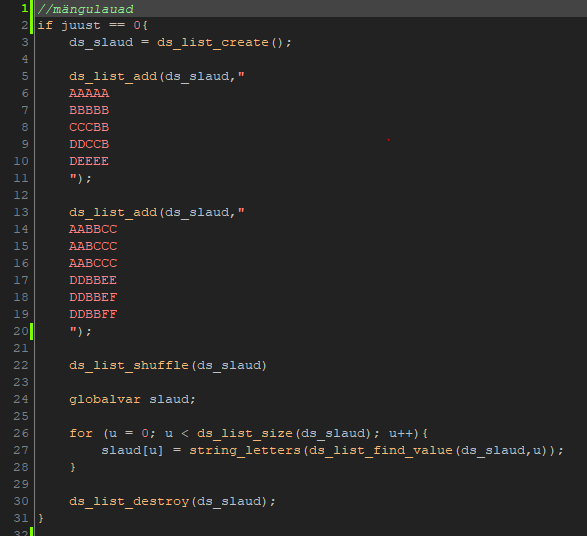 1 //mängulauad
2 if juust == 0{
3     ds_slaud = ds_list_create();
4
5     ds_list_add(ds_slaud,"
6     AAAAA
7     BBBBB
8     CCCBB
9     DDCCB
10     DEEEE
11     ");
12
13     ds_list_add(ds_slaud,"
14     AABBCC
15     AABCCC
16     AABCCC
17     DDBBEE
18     DDBBEF
19     DDBBFF
20     ");
21
22     ds_list_shuffle(ds_slaud)
23
24     globalvar slaud;
25
26     for (u = 0; u < ds_list_size(ds_slaud); u++){
27         slaud[u] = string_letters(ds_list_find_value(ds_slaud,u));
28     }
29
30     ds_list_destroy(ds_slaud);
31 }
32